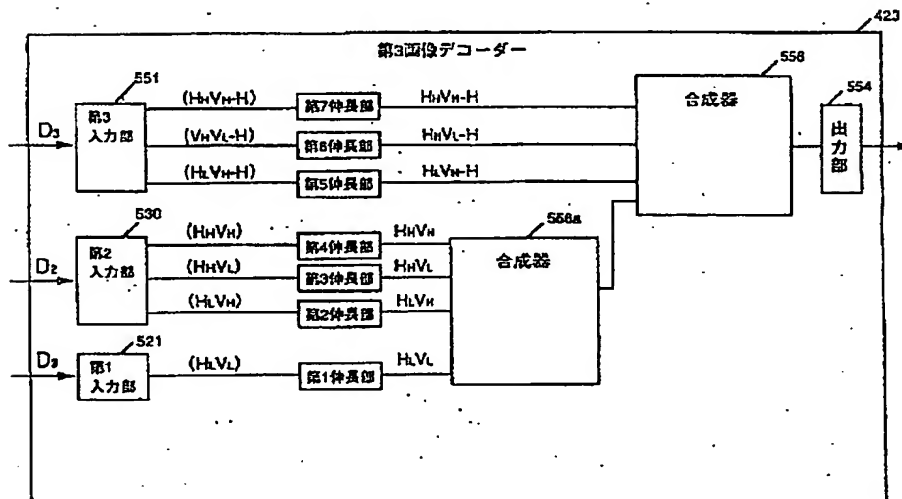 423
第3画像デコーダー
551
556
554
第3
入力部
D3
(HHVH-H)
第7伸長部
HHVH-H
(VHVL-H)
第6伸長部
HHVL-H
(HLVH-H)
第5伸長部
HLVH-H
合成器
出力部
530
556a
第2
入力部
D2
(HHVH)
第4伸長部
HHVH
(HHVL)
第3伸長部
HHVL
(HLVH)
第2伸長部
HLVH
合成器
521
D3
第1
入力部
(HLVL)
第1伸長部
HLVL